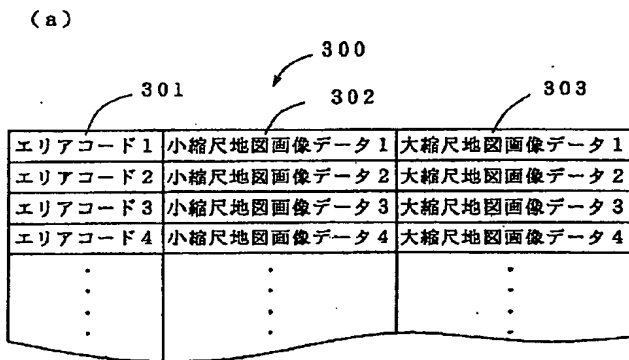 (a)
300
301 302 303
エリアコード1 小縮尺地図画像データ1 大縮尺地図画像データ1
エリアコード2 小縮尺地図画像データ2 大縮尺地図画像データ2
エリアコード3 小縮尺地図画像データ3 大縮尺地図画像データ3
エリアコード4 小縮尺地図画像データ4 大縮尺地図画像データ4